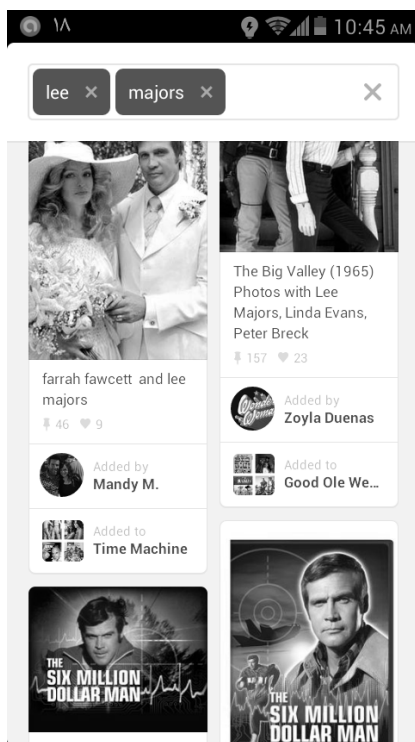 ١٨
10:45 AM
lee ×
majors ×
farrah fawcett and lee
majors
46 9
Added by
Mandy M.
Added to
Time Machine
THE
SIX MILLION
DOLLAR MAN
The Big Valley (1965)
Photos with Lee
Majors, Linda Evans,
Peter Breck
157 23
Added by
Zoyla Duenas
Added to
Good Ole We...
THE
SIX MILLION
DOLLAR MAN